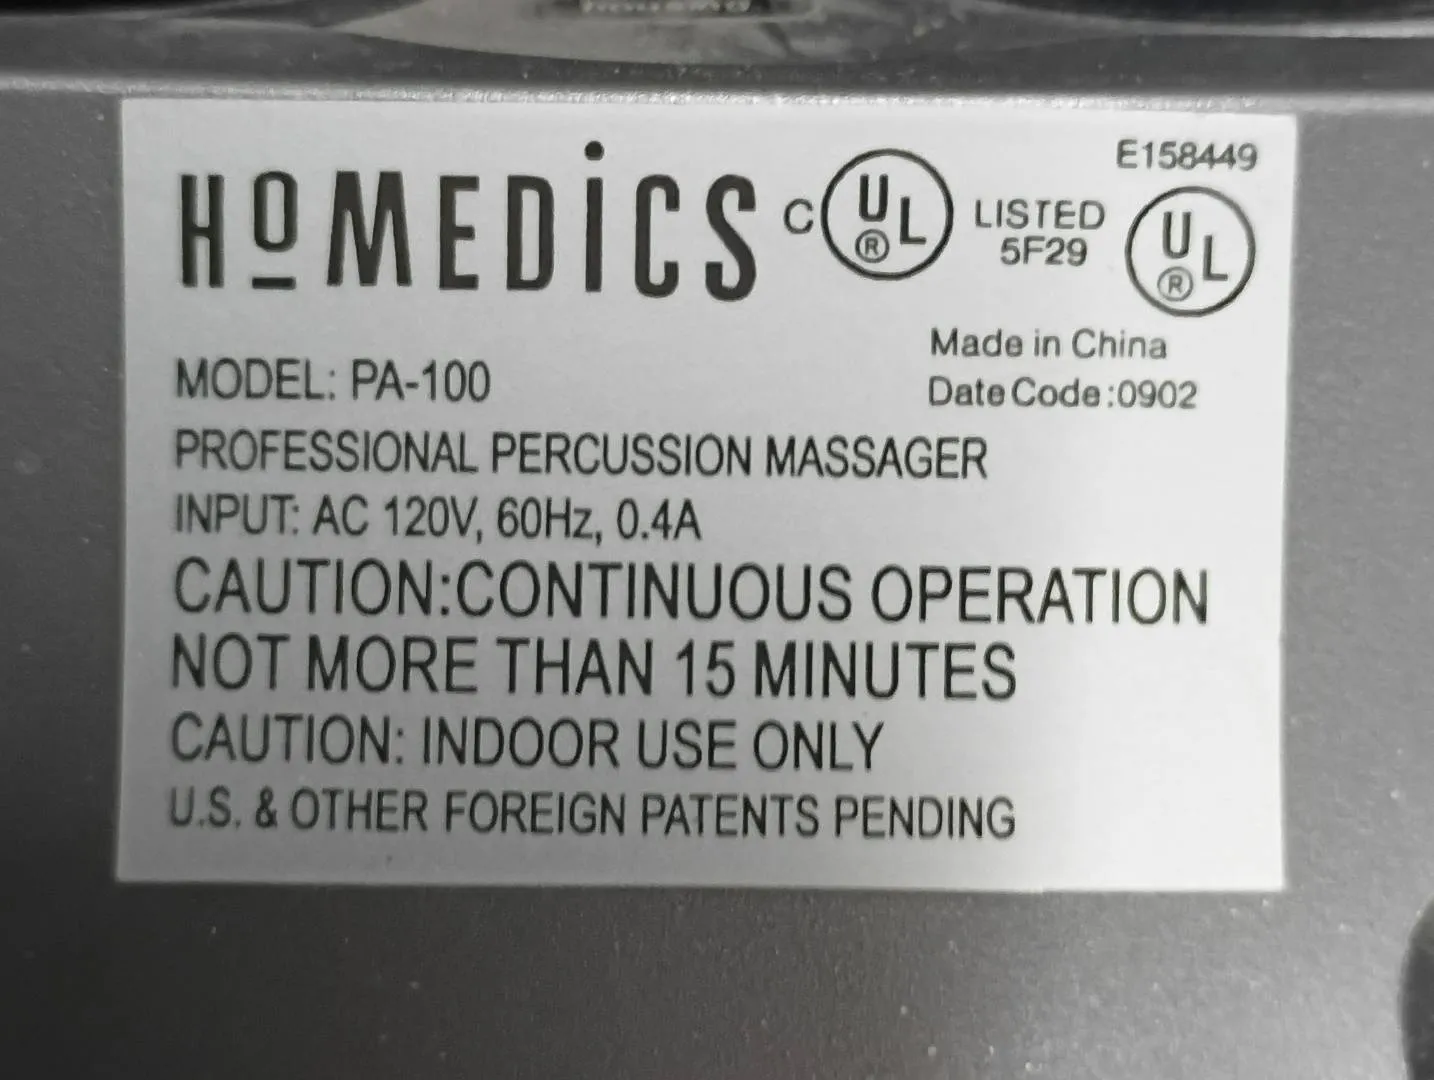 HoMEDiCS
C UL ® LISTED 5F29
E158449
UL ®
Made in China
Date Code:0902
MODEL: PA-100
PROFESSIONAL PERCUSSION MASSAGER
INPUT: AC 120V, 60Hz, 0.4A
CAUTION:CONTINUOUS OPERATION
NOT MORE THAN 15 MINUTES
CAUTION: INDOOR USE ONLY
U.S. & OTHER FOREIGN PATENTS PENDING